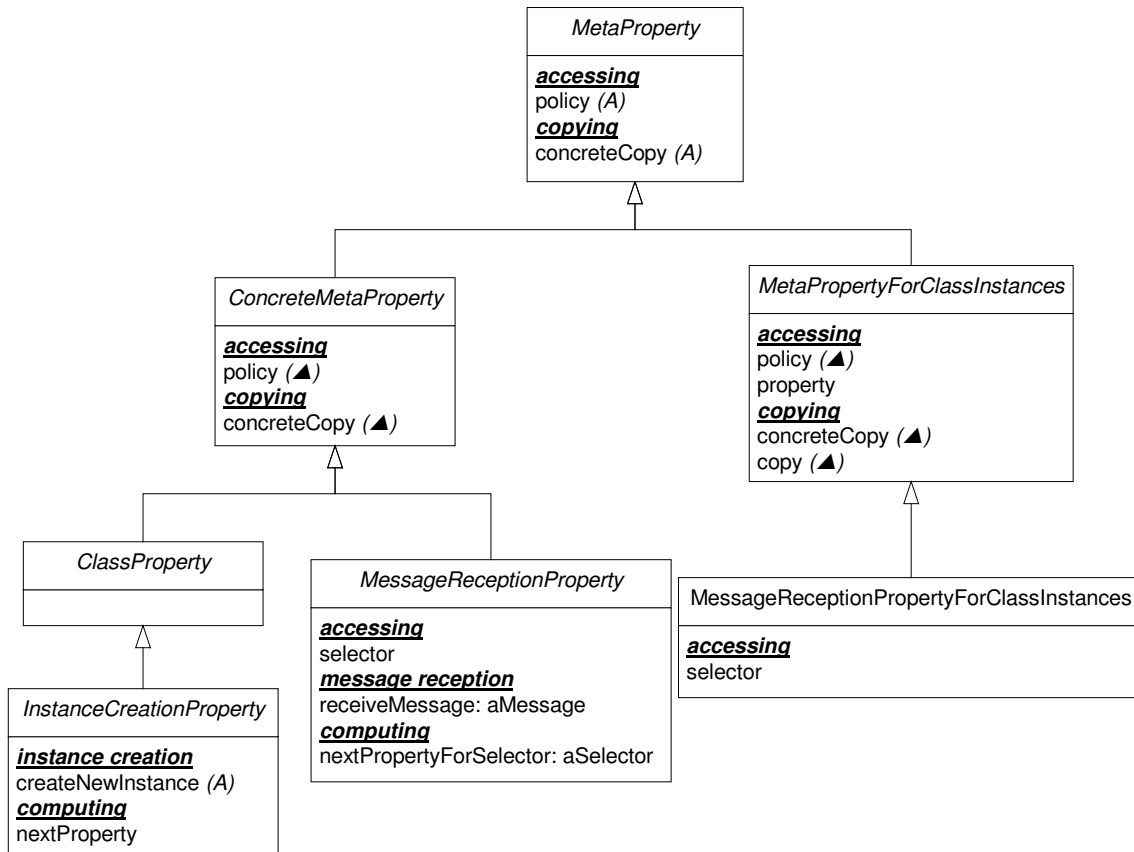 MetaProperty
accessing
policy (A)
copying
concreteCopy (A)
ConcreteMetaProperty
accessing
policy (▲)
copying
concreteCopy (▲)
MetaPropertyForClassInstances
accessing
policy (▲)
property
copying
concreteCopy (▲)
copy (▲)
ClassProperty
MessageReceptionProperty
accessing
selector
message reception
receiveMessage: aMessage
computing
nextPropertyForSelector: aSelector
MessageReceptionPropertyForClassInstances
accessing
selector
InstanceCreationProperty
instance creation
createNewInstance (A)
computing
nextProperty